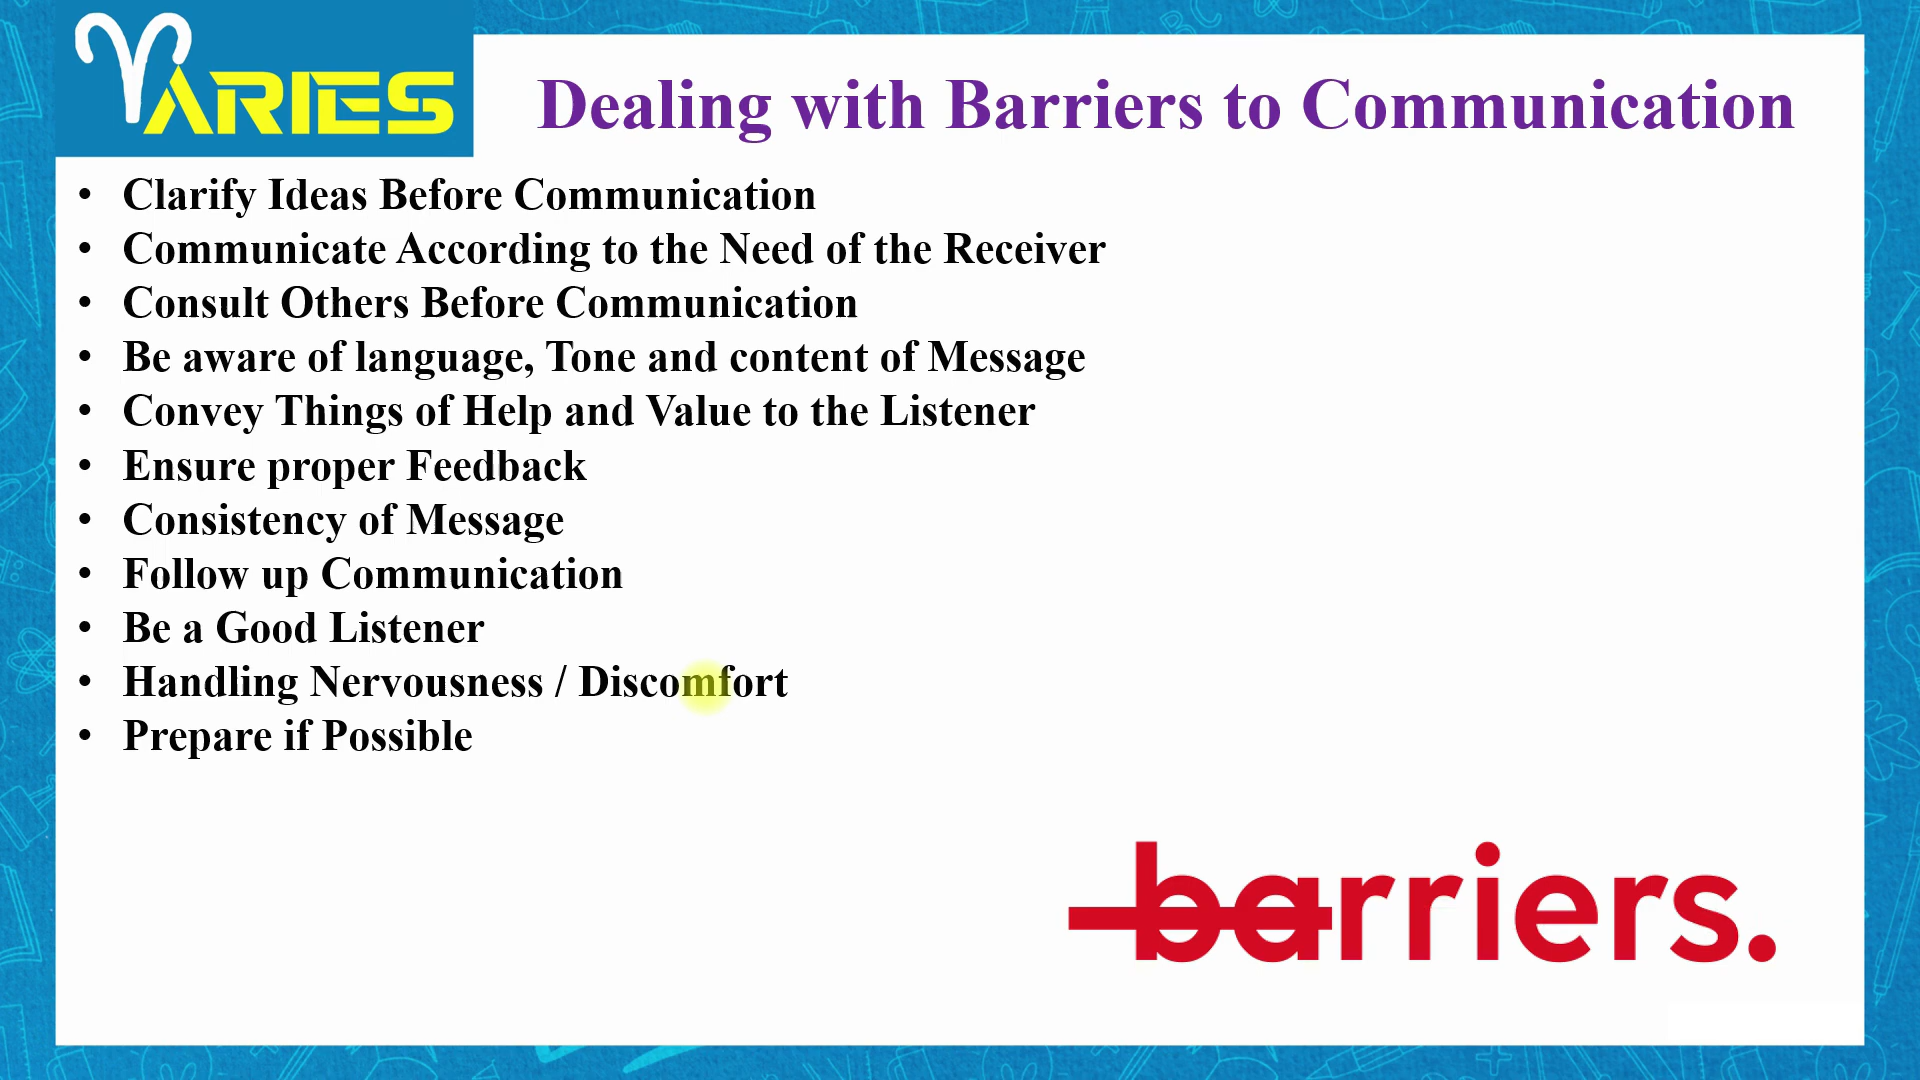 ARIES
Dealing with Barriers to Communication
• Clarify Ideas Before Communication
• Communicate According to the Need of the Receiver
• Consult Others Before Communication
• Be aware of language, Tone and content of Message
• Convey Things of Help and Value to the Listener
• Ensure proper Feedback
• Consistency of Message
• Follow up Communication
• Be a Good Listener
• Handling Nervousness / Discomfort
• Prepare if Possible
barriers.